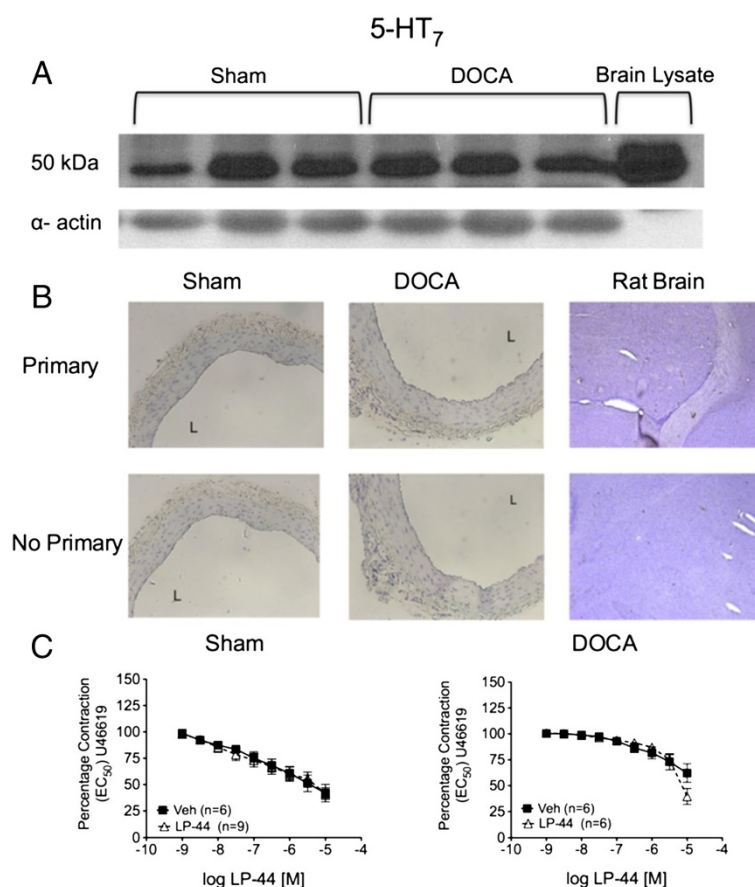 5-HT7
A
Sham DOCA Brain Lysate
50 kDa
α- actin
B
Sham DOCA Rat Brain
Primary
L L
No Primary
L L
C
Sham DOCA
Percentage Contraction
(EC50) U46619
150
125
100
75
50
25
0
Veh (n=6)
LP-44 (n=9)
-10 -9 -8 -7 -6 -5 -4
log LP-44 [M]
Percentage Contraction
(EC50) U46619
150
125
100
75
50
25
0
Veh (n=6)
LP-44 (n=6)
-10 -9 -8 -7 -6 -5 -4
log LP-44 [M]